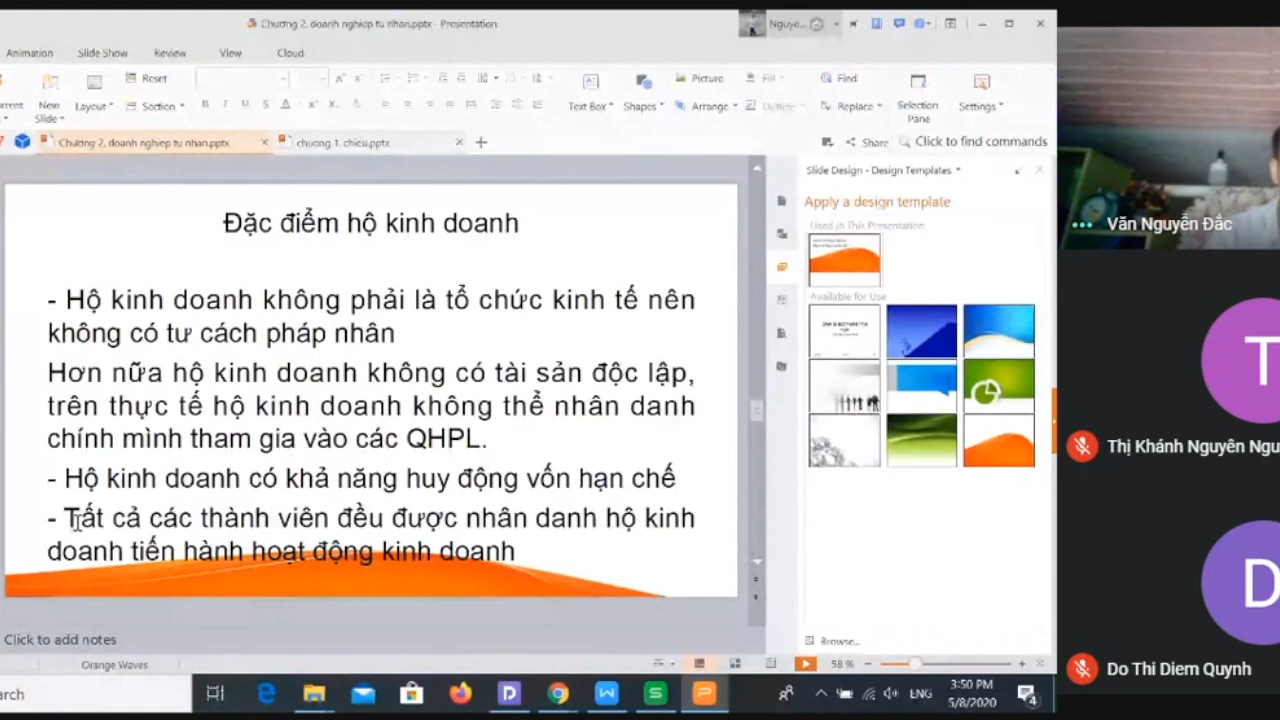 Chương 2. doanh nghiep tu nhan.pptx - Presentation
Nguye...
Animation Slide Show Review View Cloud
Reset Picture Fill Find
New Slide Layout Section B I U S A Text Box Shapes Arrange Outline Replace Selection Pane Settings
Chương 2. doanh nghiep tu nhan.pptx chuong 1. chieu.pptx Share Click to find commands
Slide Design - Design Templates
Apply a design template
Used in This Presentation
Available for Use
Đặc điểm hộ kinh doanh
- Hộ kinh doanh không phải là tổ chức kinh tế nên
không có tư cách pháp nhân
Hơn nữa hộ kinh doanh không có tài sản độc lập,
trên thực tế hộ kinh doanh không thể nhân danh
chính mình tham gia vào các QHPL.
- Hộ kinh doanh có khả năng huy động vốn hạn chế
- Tất cả các thành viên đều được nhân danh hộ kinh
doanh tiến hành hoạt động kinh doanh
Browse...
Click to add notes
Orange Waves 58 %
arch ENG 3:50 PM
5/8/2020
4
Văn Nguyễn Đắc
T
Thị Khánh Nguyên Ngu
D
Do Thi Diem Quynh